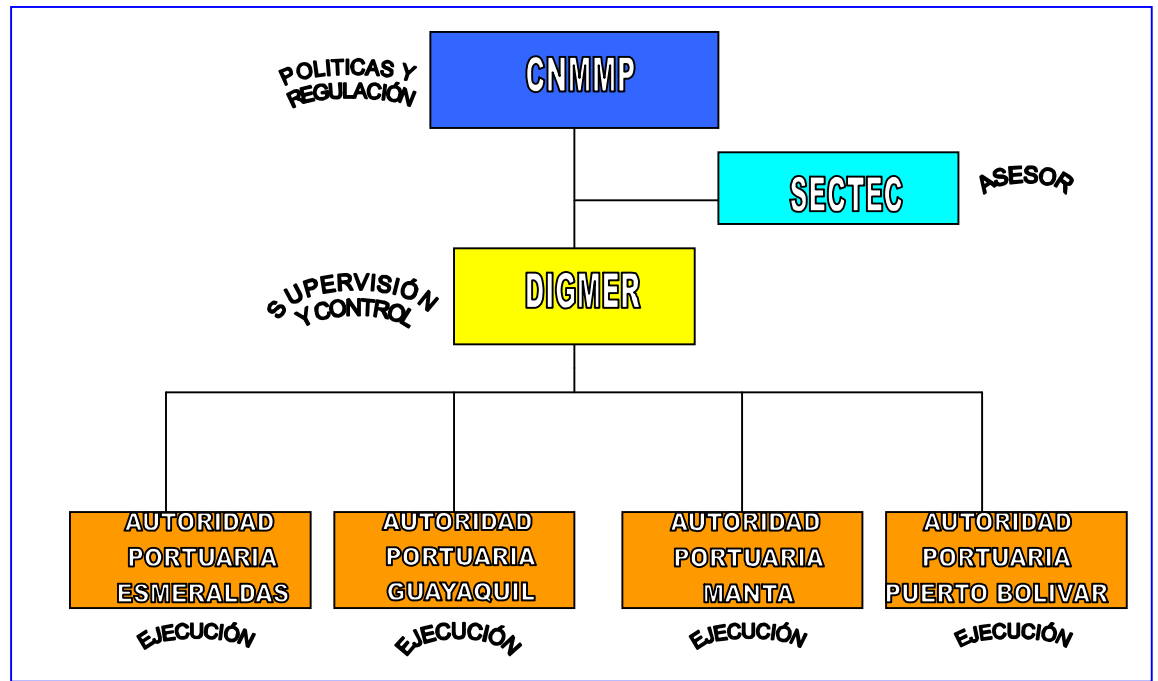 POLITICAS Y
REGULACIÓN
CNMMP
SECTEC
ASESOR
SUPERVISIÓN
Y CONTROL
DIGMER
AUTORIDAD
PORTUARIA
ESMERALDAS
EJECUCIÓN
AUTORIDAD
PORTUARIA
GUAYAQUIL
EJECUCIÓN
AUTORIDAD
PORTUARIA
MANTA
EJECUCIÓN
AUTORIDAD
PORTUARIA
PUERTO BOLIVAR
EJECUCIÓN